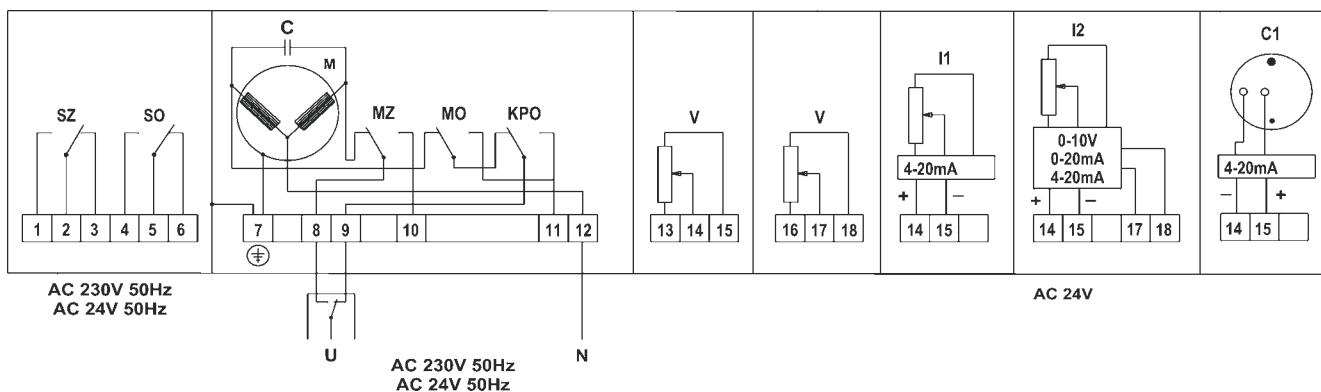 C
M
SZ
SO
MZ
MO
KPO
V
V
I1
I2
C1
4-20mA
0-10V
0-20mA
4-20mA
4-20mA
+ −
+ −
− +
1 2 3 4 5 6
7 8 9 10 11 12
13 14 15
16 17 18
14 15
14 15 17 18
14 15
AC 230V 50Hz
AC 24V 50Hz
U
N
AC 230V 50Hz
AC 24V 50Hz
AC 24V